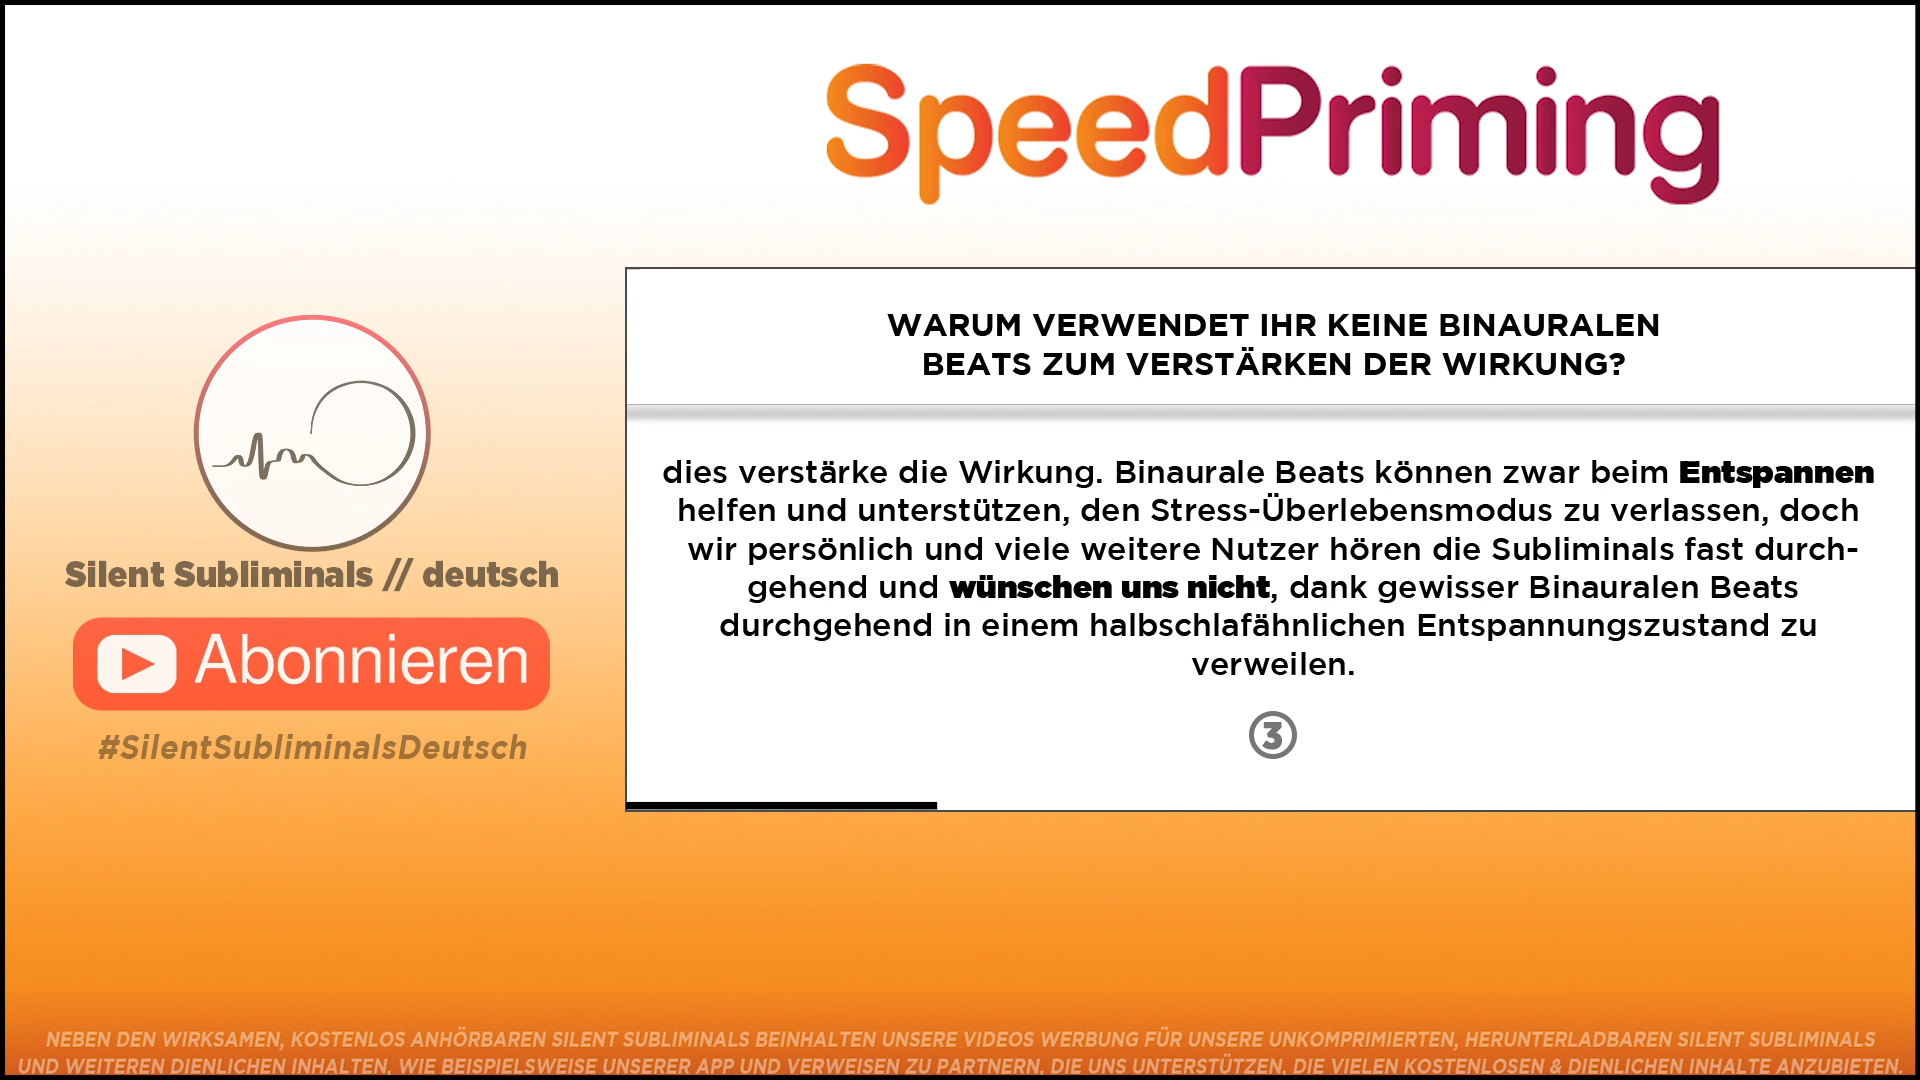 SpeedPriming
WARUM VERWENDET IHR KEINE BINAURALEN
BEATS ZUM VERSTÄRKEN DER WIRKUNG?
dies verstärke die Wirkung. Binaurale Beats können zwar beim Entspannen
helfen und unterstützen, den Stress-Überlebensmodus zu verlassen, doch
wir persönlich und viele weitere Nutzer hören die Subliminals fast durch-
gehend und wünschen uns nicht, dank gewisser Binauralen Beats
durchgehend in einem halbschlafähnlichen Entspannungszustand zu
verweilen.
3
Silent Subliminals // deutsch
Abonnieren
#SilentSubliminalsDeutsch
NEBEN DEN WIRKSAMEN, KOSTENLOS ANHÖRBAREN SILENT SUBLIMINALS BEINHALTEN UNSERE VIDEOS WERBUNG FÜR UNSERE UNKOMPRIMIERTEN, HERUNTERLADBAREN SILENT SUBLIMINALS
UND WEITEREN DIENLICHEN INHALTEN, WIE BEISPIELSWEISE UNSERER APP UND VERWEISEN ZU PARTNERN, DIE UNS UNTERSTÜTZEN, DIE VIELEN KOSTENLOSEN & DIENLICHEN INHALTE ANZUBIETEN.